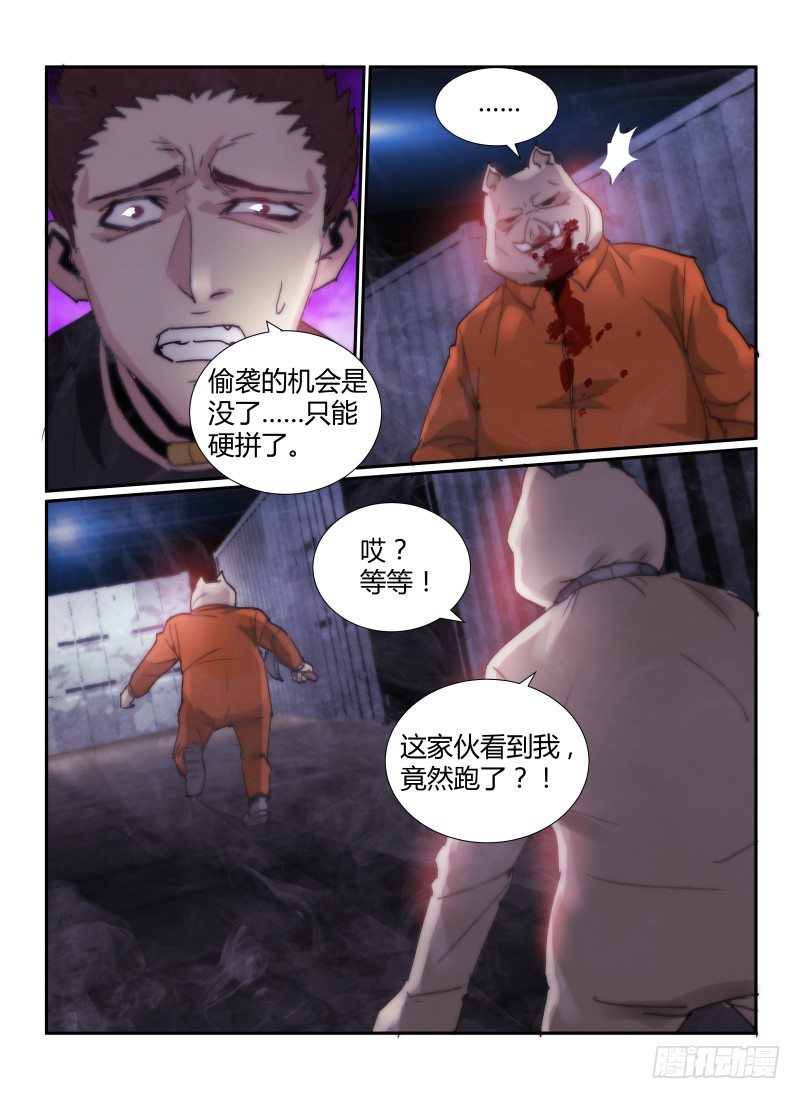 偷袭的机会是
没了……只能
硬拼了。
……
哎？
等等！
这家伙看到我，
竟然跑了？！
腾讯动漫